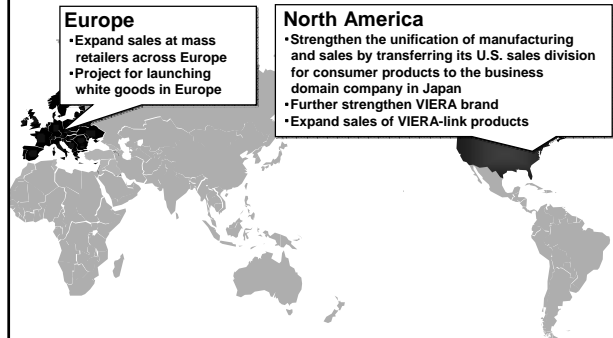 Europe
▪Expand sales at mass
retailers across Europe
▪Project for launching
white goods in Europe
North America
▪Strengthen the unification of manufacturing
and sales by transferring its U.S. sales division
for consumer products to the business
domain company in Japan
▪Further strengthen VIERA brand
▪Expand sales of VIERA-link products